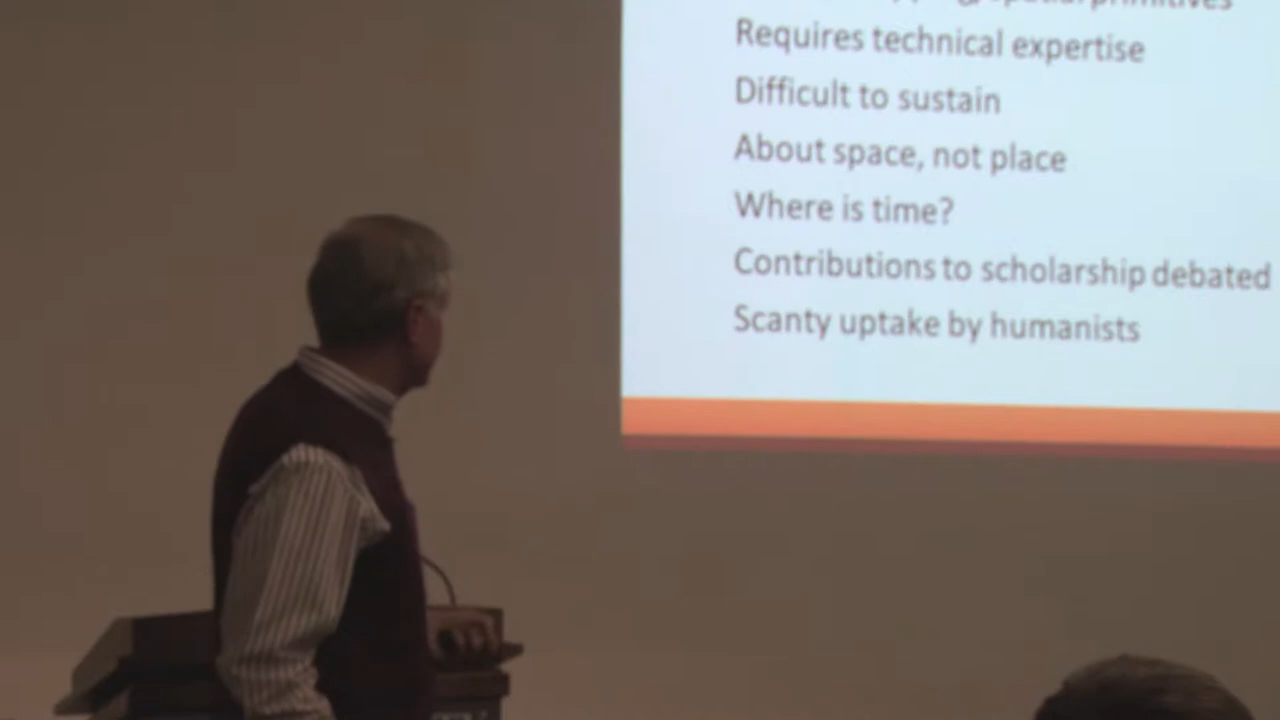 primitives
Requires technical expertise
Difficult to sustain
About space, not place
Where is time?
Contributions to scholarship debated
Scanty uptake by humanists